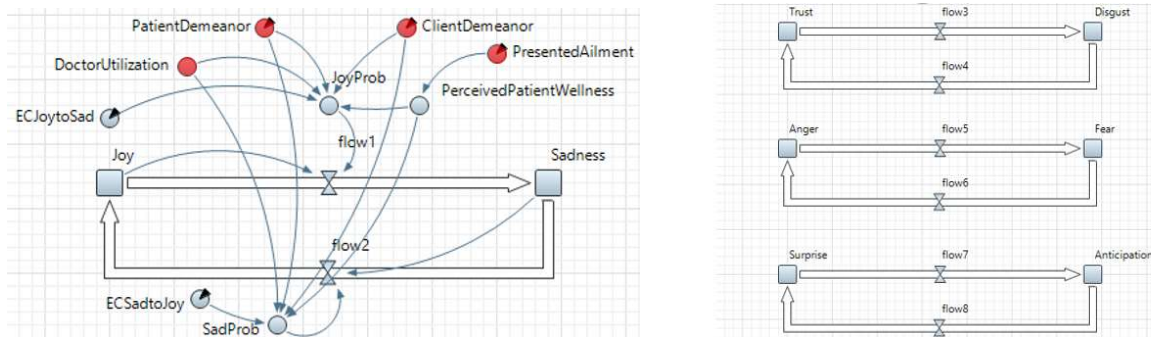 PatientDemeanor
ClientDemeanor
DoctorUtilization
PresentedAilment
JoyProb
PerceivedPatientWellness
ECJoytoSad
flow1
Joy
Sadness
flow2
ECSadtoJoy
SadProb
Trust
flow3
Disgust
flow4
Anger
flow5
Fear
flow6
Surprise
flow7
Anticipation
flow8